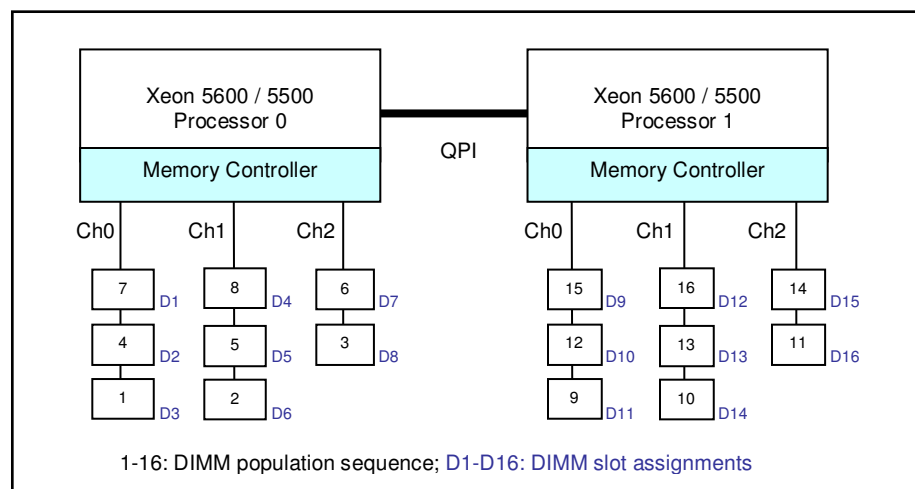 Xeon 5600 / 5500
Processor 0
Xeon 5600 / 5500
Processor 1
QPI
Memory Controller
Memory Controller
Ch0
Ch1
Ch2
Ch0
Ch1
Ch2
7 D1
8 D4
6 D7
15 D9
16 D12
14 D15
4 D2
5 D5
3 D8
12 D10
13 D13
11 D16
1 D3
2 D6
9 D11
10 D14
1-16: DIMM population sequence; D1-D16: DIMM slot assignments